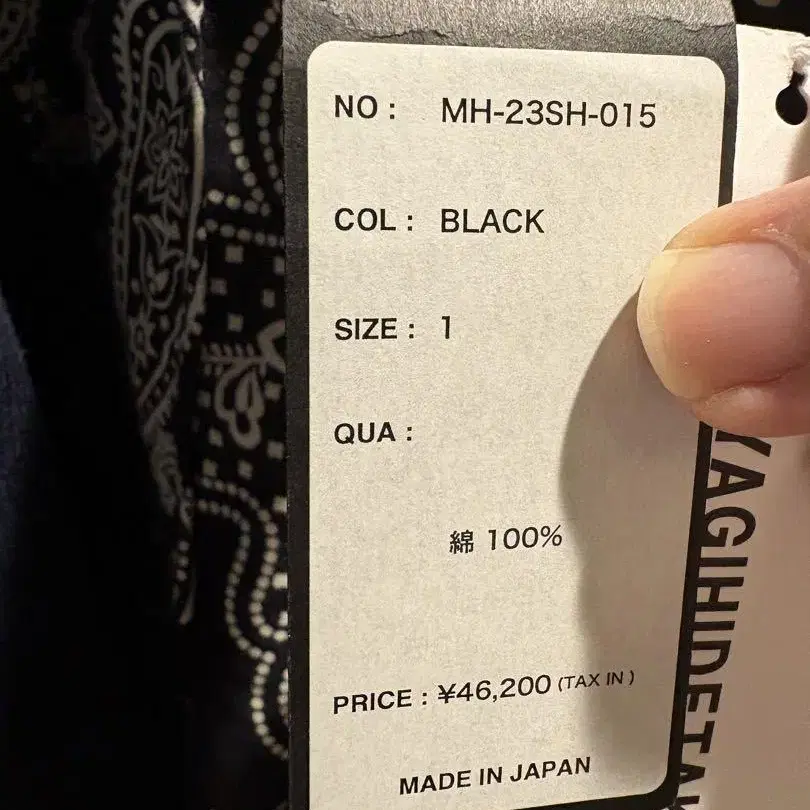 NO : MH-23SH-015
COL : BLACK
SIZE : 1
QUA :
綿 100%
PRICE : ¥46,200 (TAX IN)
MADE IN JAPAN